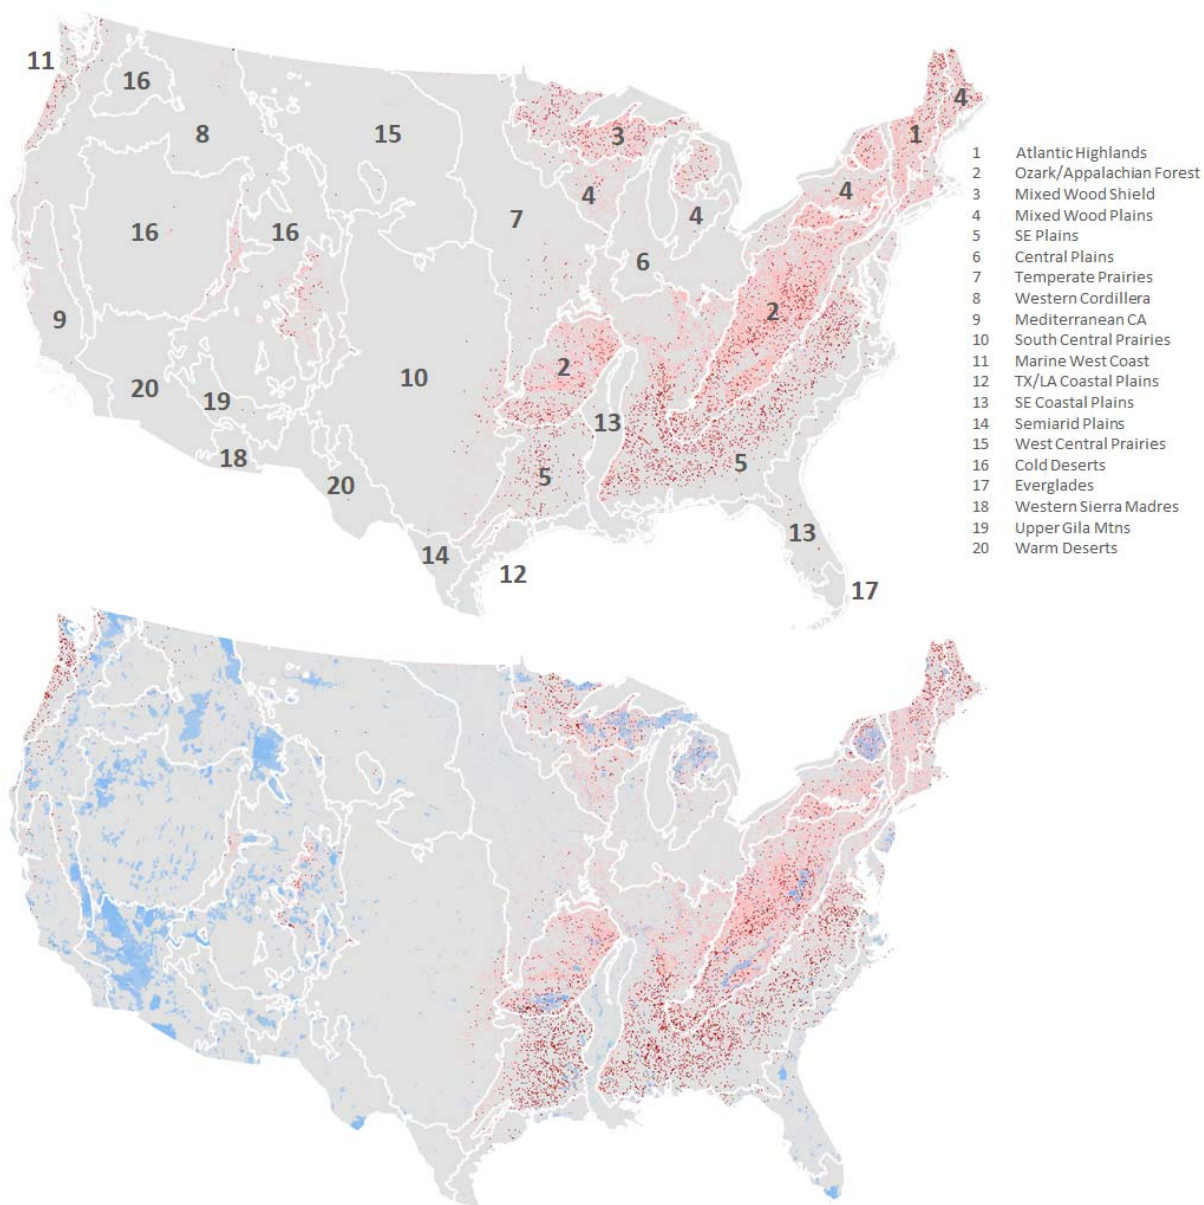 11
16
8
15
3
4
1
4
4
4
7
16
16
6
9
2
2
10
20
19
13
18
5
5
20
13
14
12
17
1 Atlantic Highlands
2 Ozark/Appalachian Forest
3 Mixed Wood Shield
4 Mixed Wood Plains
5 SE Plains
6 Central Plains
7 Temperate Prairies
8 Western Cordillera
9 Mediterranean CA
10 South Central Prairies
11 Marine West Coast
12 TX/LA Coastal Plains
13 SE Coastal Plains
14 Semiarid Plains
15 West Central Prairies
16 Cold Deserts
17 Everglades
18 Western Sierra Madres
19 Upper Gila Mtns
20 Warm Deserts